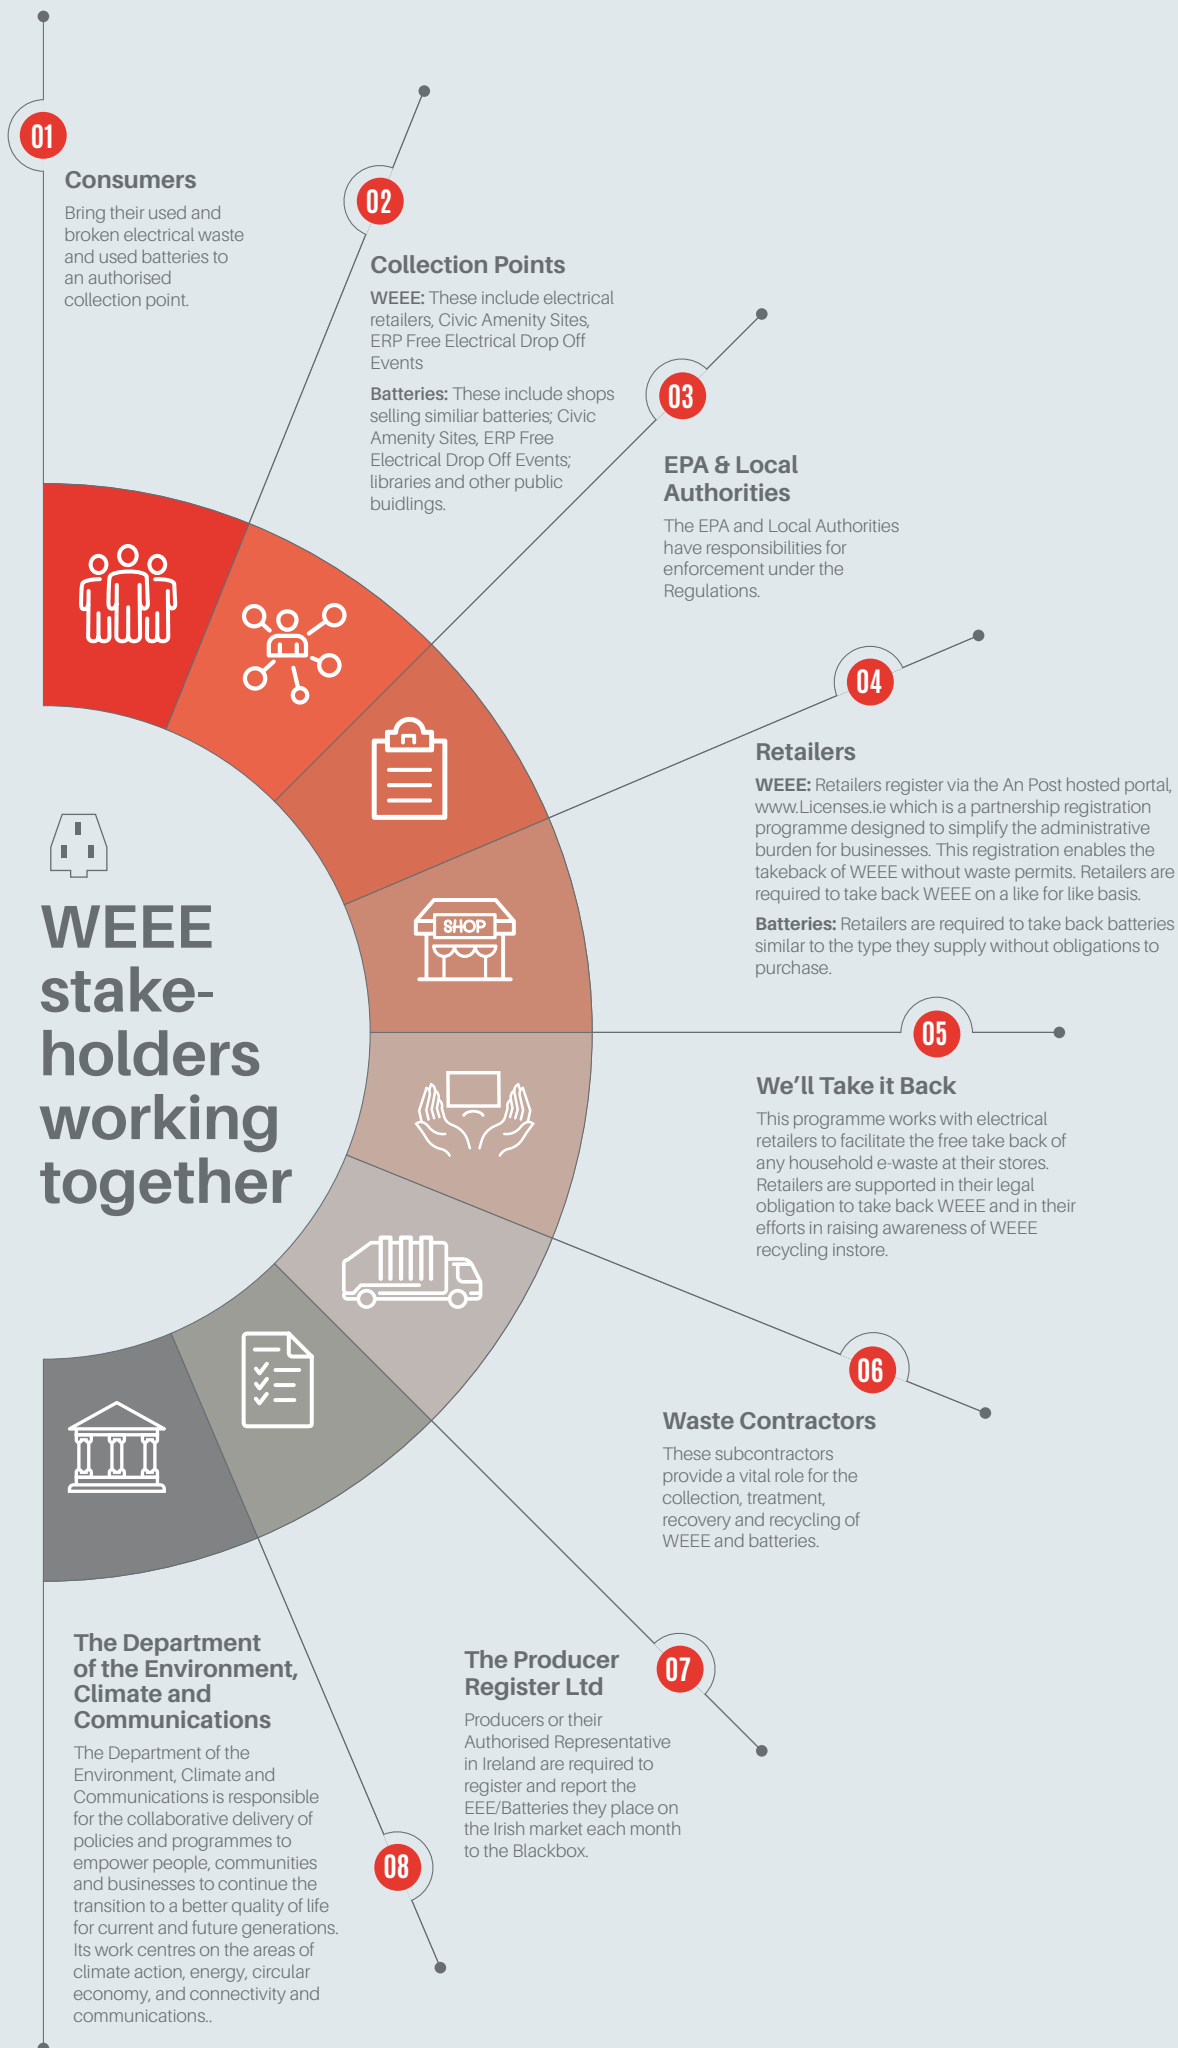 01
Consumers
Bring their used and
broken electrical waste
and used batteries to
an authorised
collection point.
02
Collection Points
WEEE: These include electrical
retailers, Civic Amenity Sites,
ERP Free Electrical Drop Off
Events
Batteries: These include shops
selling similiar batteries; Civic
Amenity Sites, ERP Free
Electrical Drop Off Events;
libraries and other public
buidlings.
03
EPA & Local
Authorities
The EPA and Local Authorities
have responsibilities for
enforcement under the
Regulations.
04
Retailers
WEEE: Retailers register via the An Post hosted portal,
www.Licenses.ie which is a partnership registration
programme designed to simplify the administrative
burden for businesses. This registration enables the
takeback of WEEE without waste permits. Retailers are
required to take back WEEE on a like for like basis.
Batteries: Retailers are required to take back batteries
similar to the type they supply without obligations to
purchase.
SHOP
WEEE
stake-
holders
working
together
05
We'll Take it Back
This programme works with electrical
retailers to facilitate the free take back of
any household e-waste at their stores.
Retailers are supported in their legal
obligation to take back WEEE and in their
efforts in raising awareness of WEEE
recycling instore.
06
Waste Contractors
These subcontractors
provide a vital role for the
collection, treatment,
recovery and recycling of
WEEE and batteries.
07
The Producer
Register Ltd
Producers or their
Authorised Representative
in Ireland are required to
register and report the
EEE/Batteries they place on
the Irish market each month
to the Blackbox.
08
The Department
of the Environment,
Climate and
Communications
The Department of the
Environment, Climate and
Communications is responsible
for the collaborative delivery of
policies and programmes to
empower people, communities
and businesses to continue the
transition to a better quality of life
for current and future generations.
Its work centres on the areas of
climate action, energy, circular
economy, and connectivity and
communications..